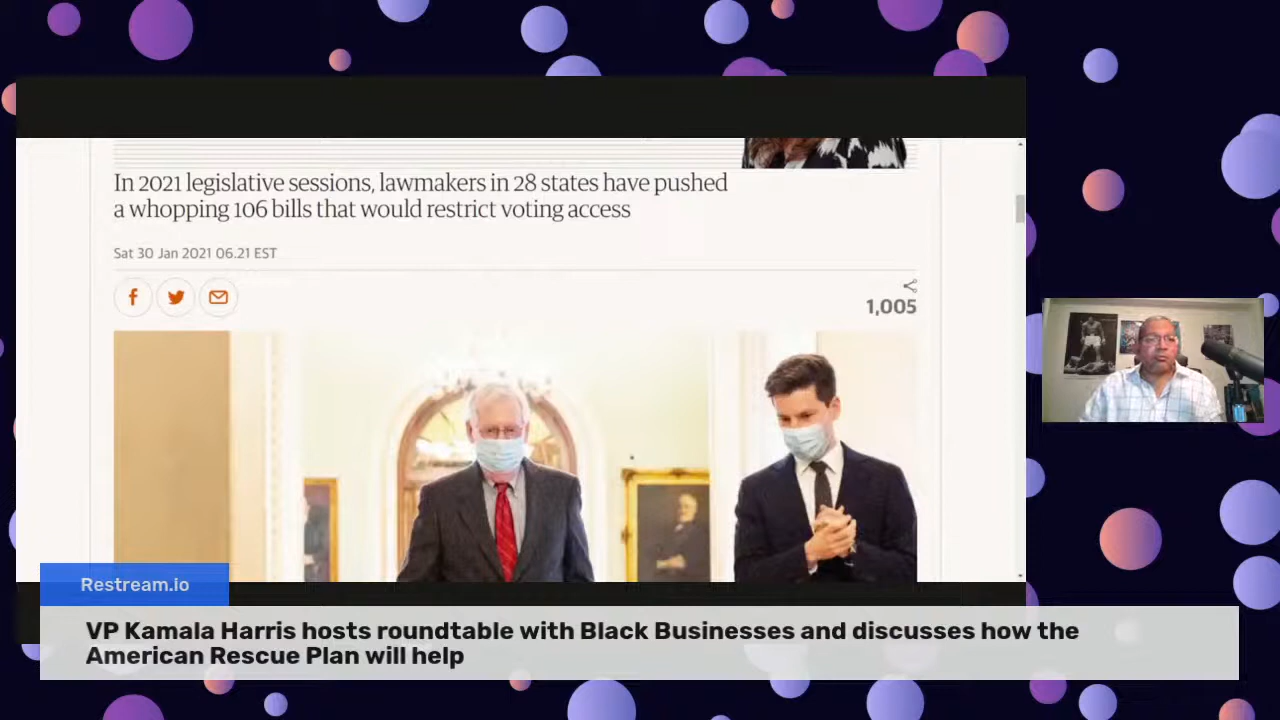 In 2021 legislative sessions, lawmakers in 28 states have pushed
a whopping 106 bills that would restrict voting access
Sat 30 Jan 2021 06.21 EST
1,005
Restream.io
VP Kamala Harris hosts roundtable with Black Businesses and discusses how the
American Rescue Plan will help